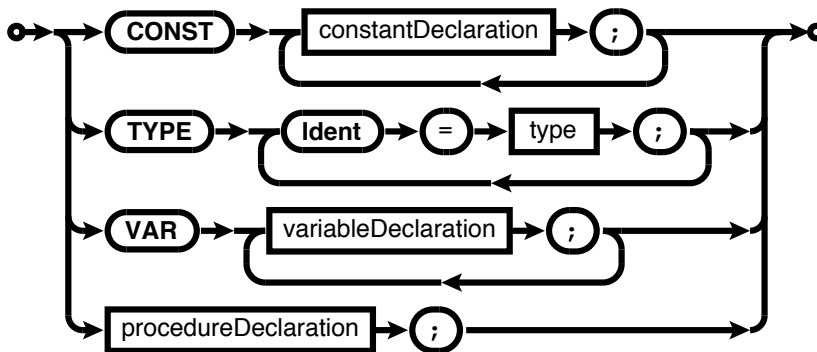 CONST constantDeclaration ;
TYPE Ident = type ;
VAR variableDeclaration ;
procedureDeclaration ;